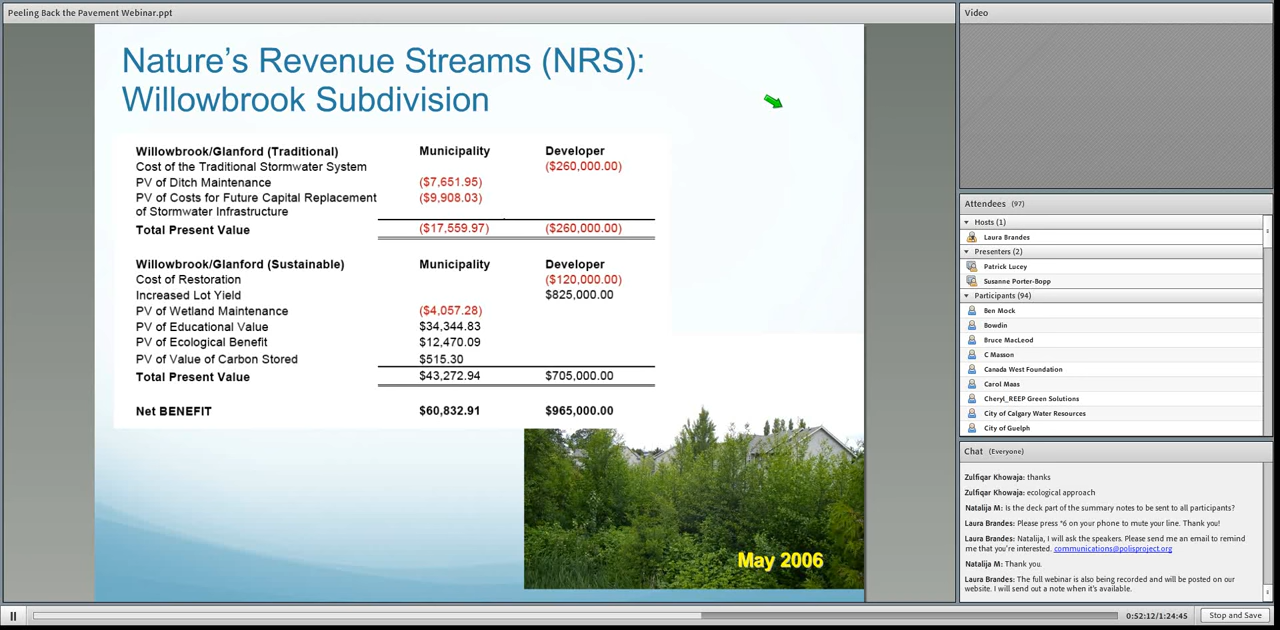 Peeling Back the Pavement Webinar.ppt
Nature's Revenue Streams (NRS):
Willowbrook Subdivision
Willowbrook/Glanford (Traditional) Municipality Developer
Cost of the Traditional Stormwater System ($260,000.00)
PV of Ditch Maintenance ($7,651.95)
PV of Costs for Future Capital Replacement ($9,908.03)
of Stormwater Infrastructure
Total Present Value ($17,559.97) ($260,000.00)
Willowbrook/Glanford (Sustainable) Municipality Developer
Cost of Restoration ($120,000.00)
Increased Lot Yield $825,000.00
PV of Wetland Maintenance ($4,057.28)
PV of Educational Value $34,344.83
PV of Ecological Benefit $12,470.09
PV of Value of Carbon Stored $515.30
Total Present Value $43,272.94 $705,000.00
Net BENEFIT $60,832.91 $965,000.00
May 2006
Video
Attendees (97)
Hosts (1)
Laura Brandes
Presenters (2)
Patrick Lucey
Susanne Porter-Bopp
Participants (94)
Ben Mock
Bowdin
Bruce MacLeod
C Masson
Canada West Foundation
Carol Maas
Cheryl_REEP Green Solutions
City of Calgary Water Resources
City of Guelph
Chat (Everyone)
Zulfiqar Khowaja: thanks
Zulfiqar Khowaja: ecological approach
Natalija M: Is the deck part of the summary notes to be sent to all participants?
Laura Brandes: Please press *6 on your phone to mute your line. Thank you!
Laura Brandes: Natalija, I will ask the speakers. Please send me an email to remind
me that you're interested. communications@polisproject.org
Natalija M: Thank you.
Laura Brandes: The full webinar is also being recorded and will be posted on our
website. I will send out a note when it's available.
0:52:12/1:24:45
Stop and Save